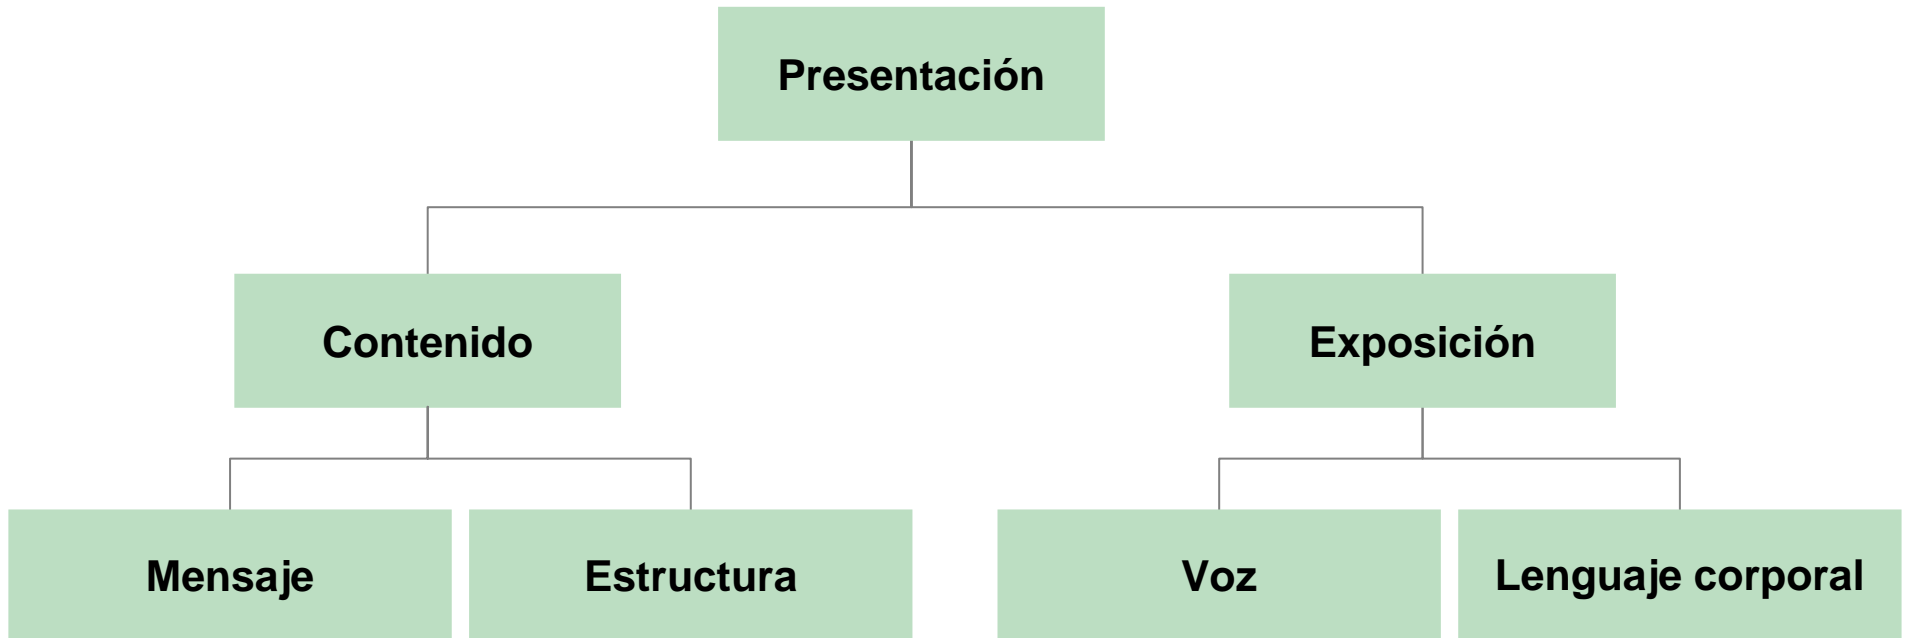 Presentación
Contenido
Exposición
Mensaje
Estructura
Voz
Lenguaje corporal